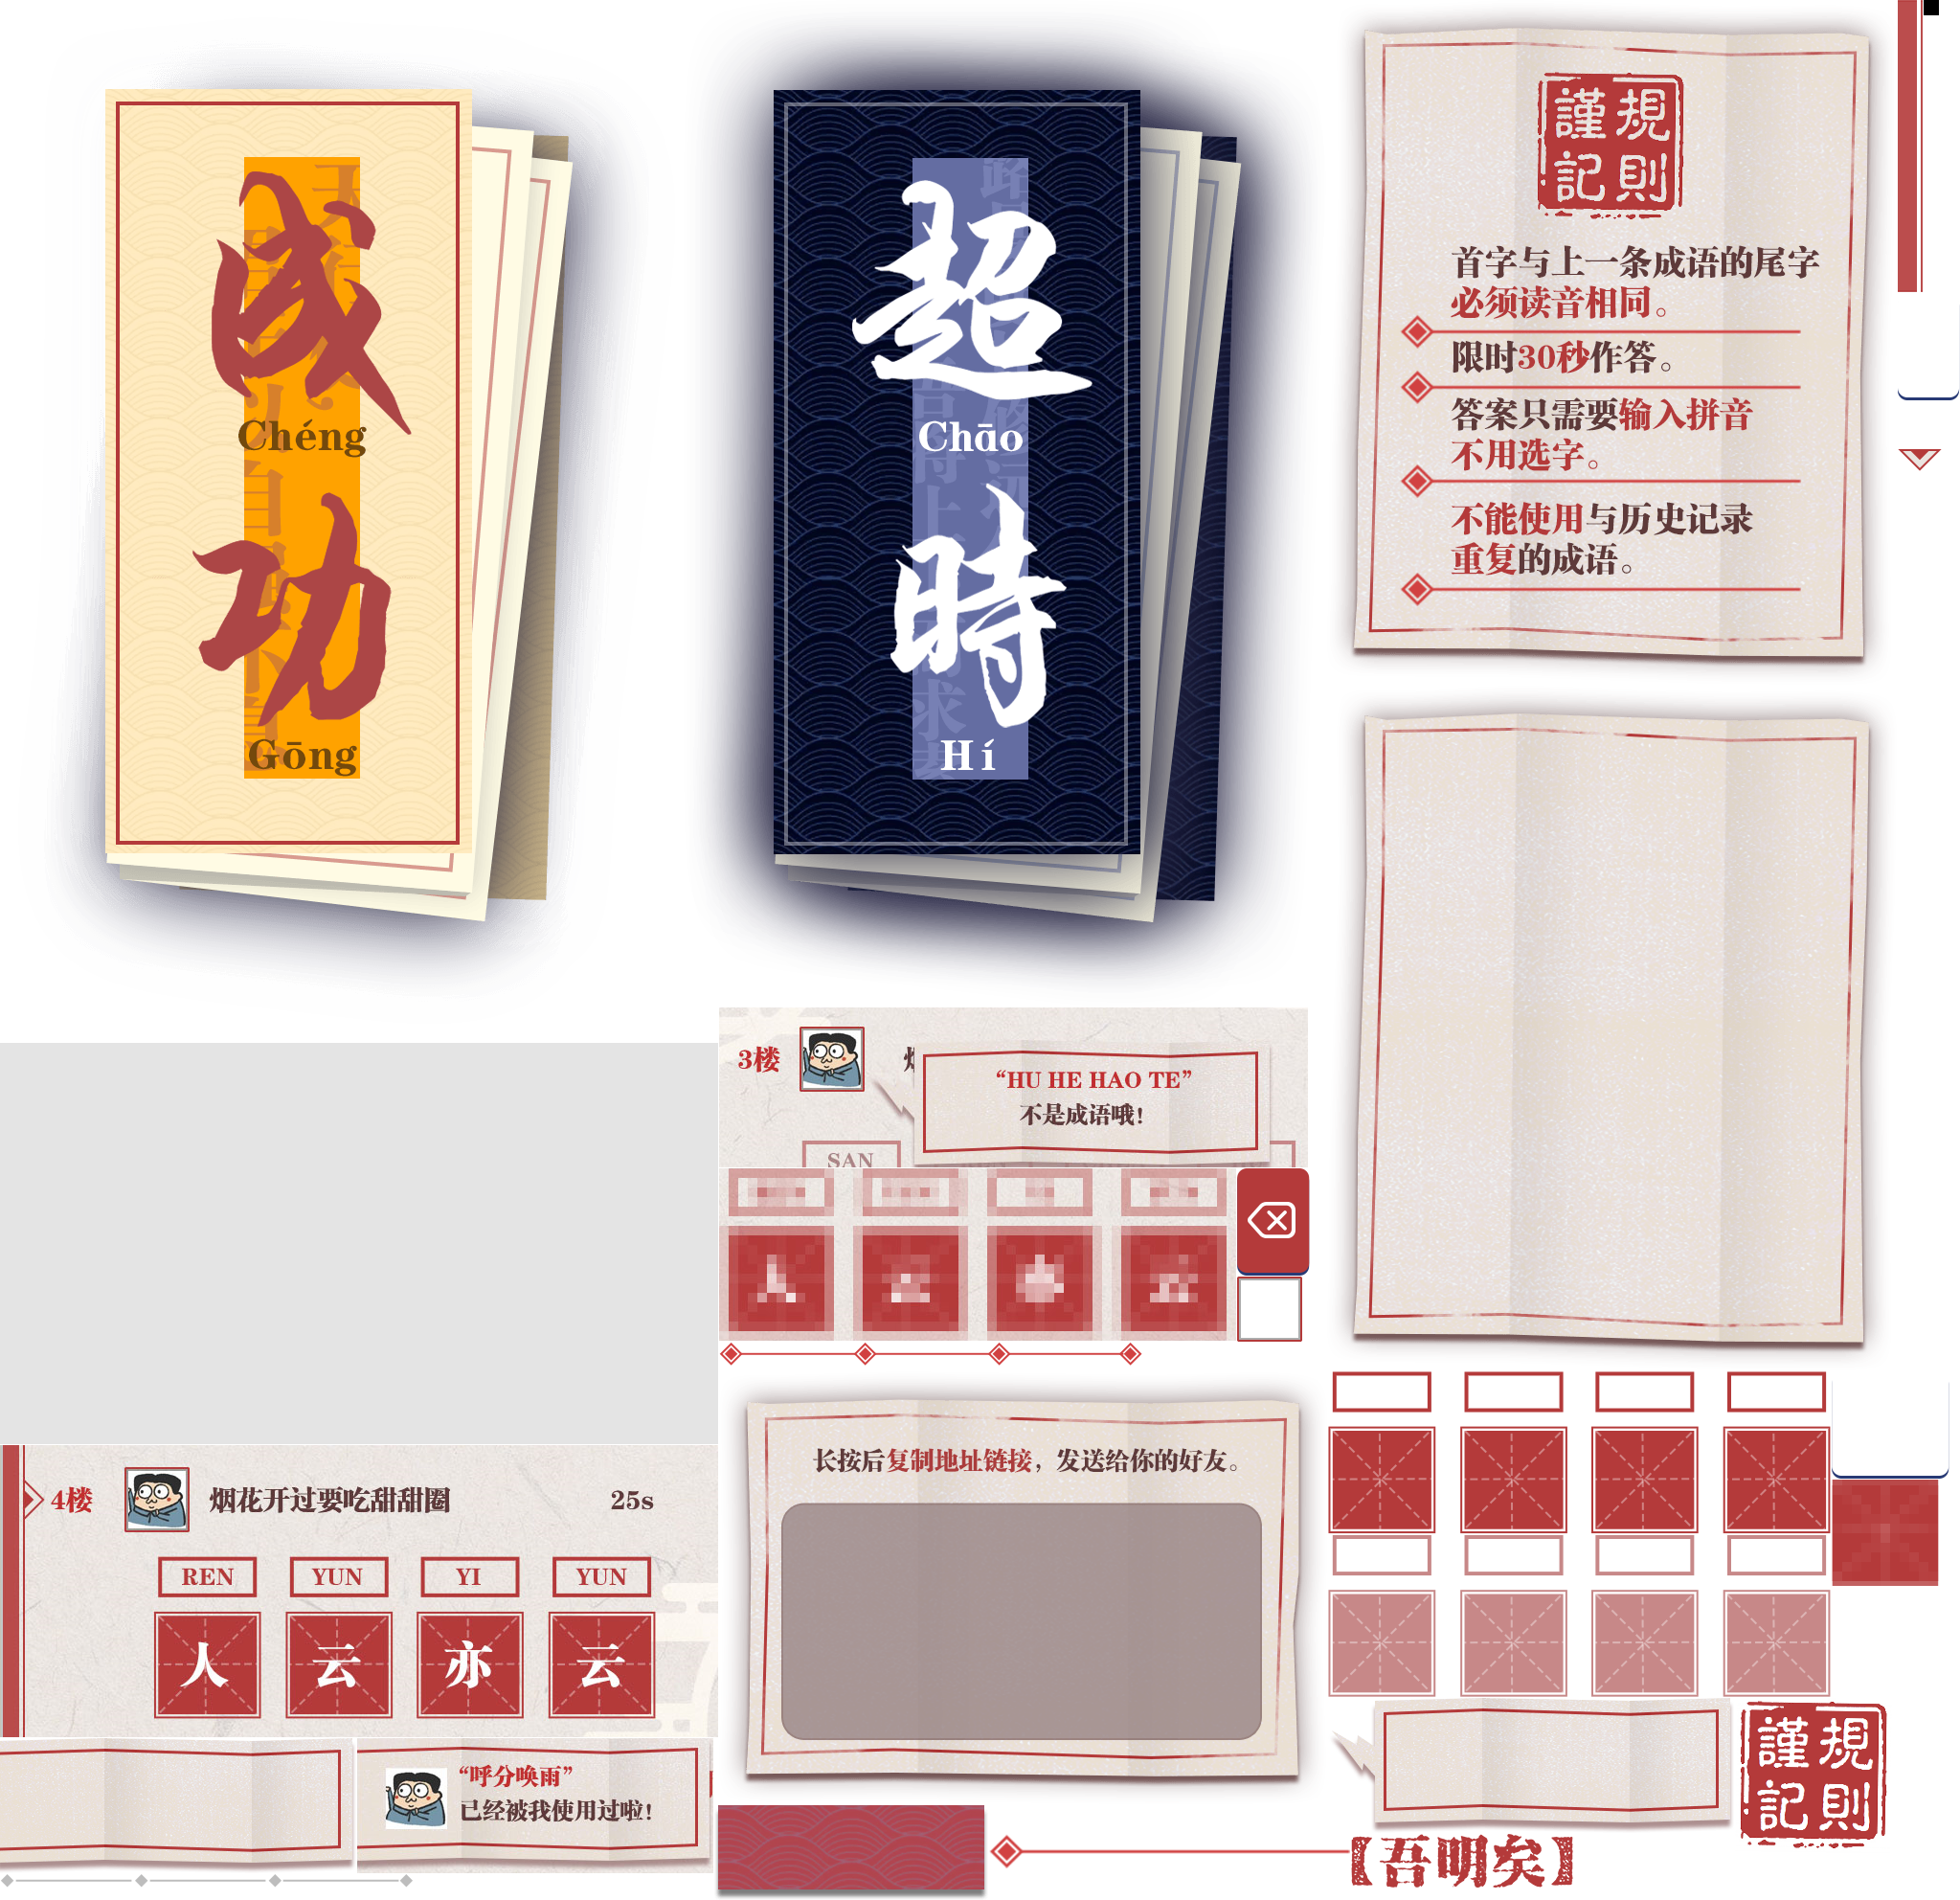 成
Chéng
功
Gōng
超
Chāo
時
Hí
謹規
記則
首字与上一条成语的尾字
必须读音相同。
限时30秒作答。
答案只需要输入拼音
不用选字。
不能使用与历史记录
重复的成语。
3楼
“HU HE HAO TE”
不是成语哦!
SAN
长按后复制地址链接，发送给你的好友。
4楼 烟花开过要吃甜甜圈 25s
REN YUN YI YUN
人 云 亦 云
“呼分唤雨”
已经被我使用过啦!
【吾明矣】
謹規
記則